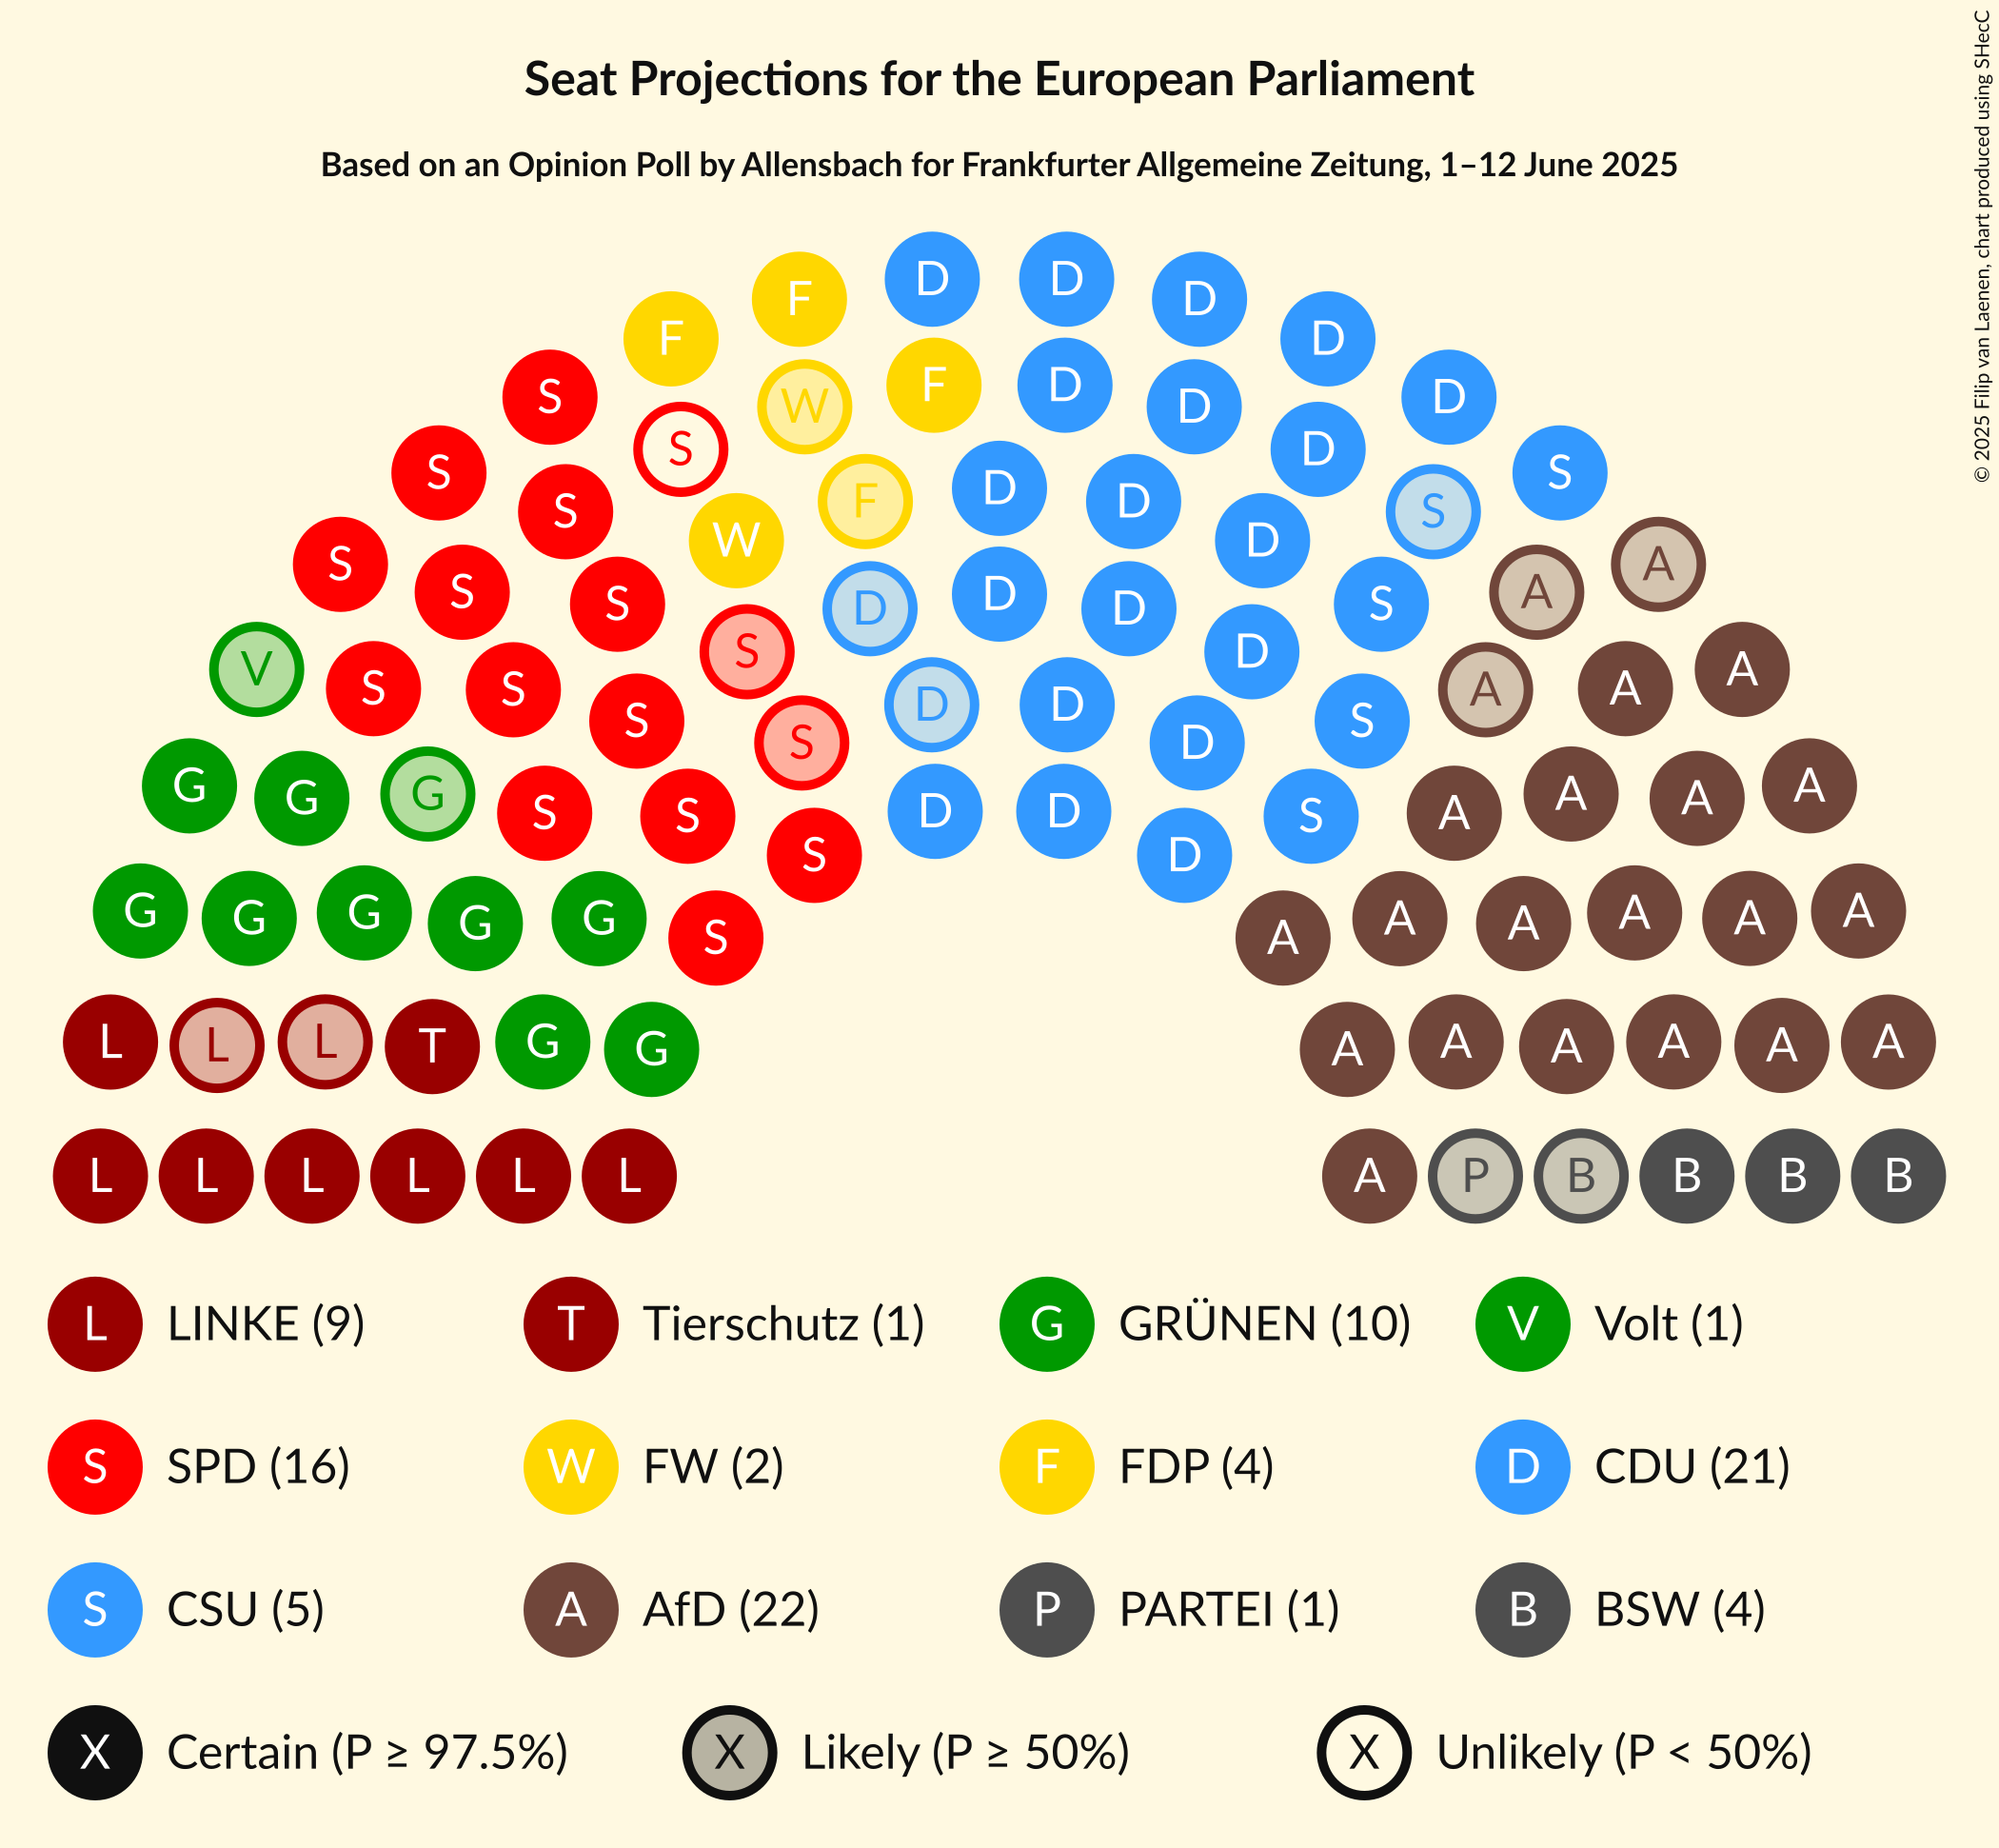 Seat Projections for the European Parliament
Based on an Opinion Poll by Allensbach for Frankfurter Allgemeine Zeitung, 1–12 June 2025
© 2025 Filip van Laenen, chart produced using SHecC
D D
F D
F D
S D
F D
W D
S D
S S
D
S S
F D
W D
S A
S A
D
D D
S S
S D
V A
S A
S A
D D
S S
S D
G A
G A
G A
D D
S A
S S
S D
G A
G A
G A
G A
G A
S A
L A
L A
L A
T A
G A
G A
L L L L L L A P B B B B
L LINKE (9) T Tierschutz (1) G GRÜNEN (10) V Volt (1)
S SPD (16) W FW (2) F FDP (4) D CDU (21)
S CSU (5) A AfD (22) P PARTEI (1) B BSW (4)
X Certain (P ≥ 97.5%) X Likely (P ≥ 50%) X Unlikely (P < 50%)